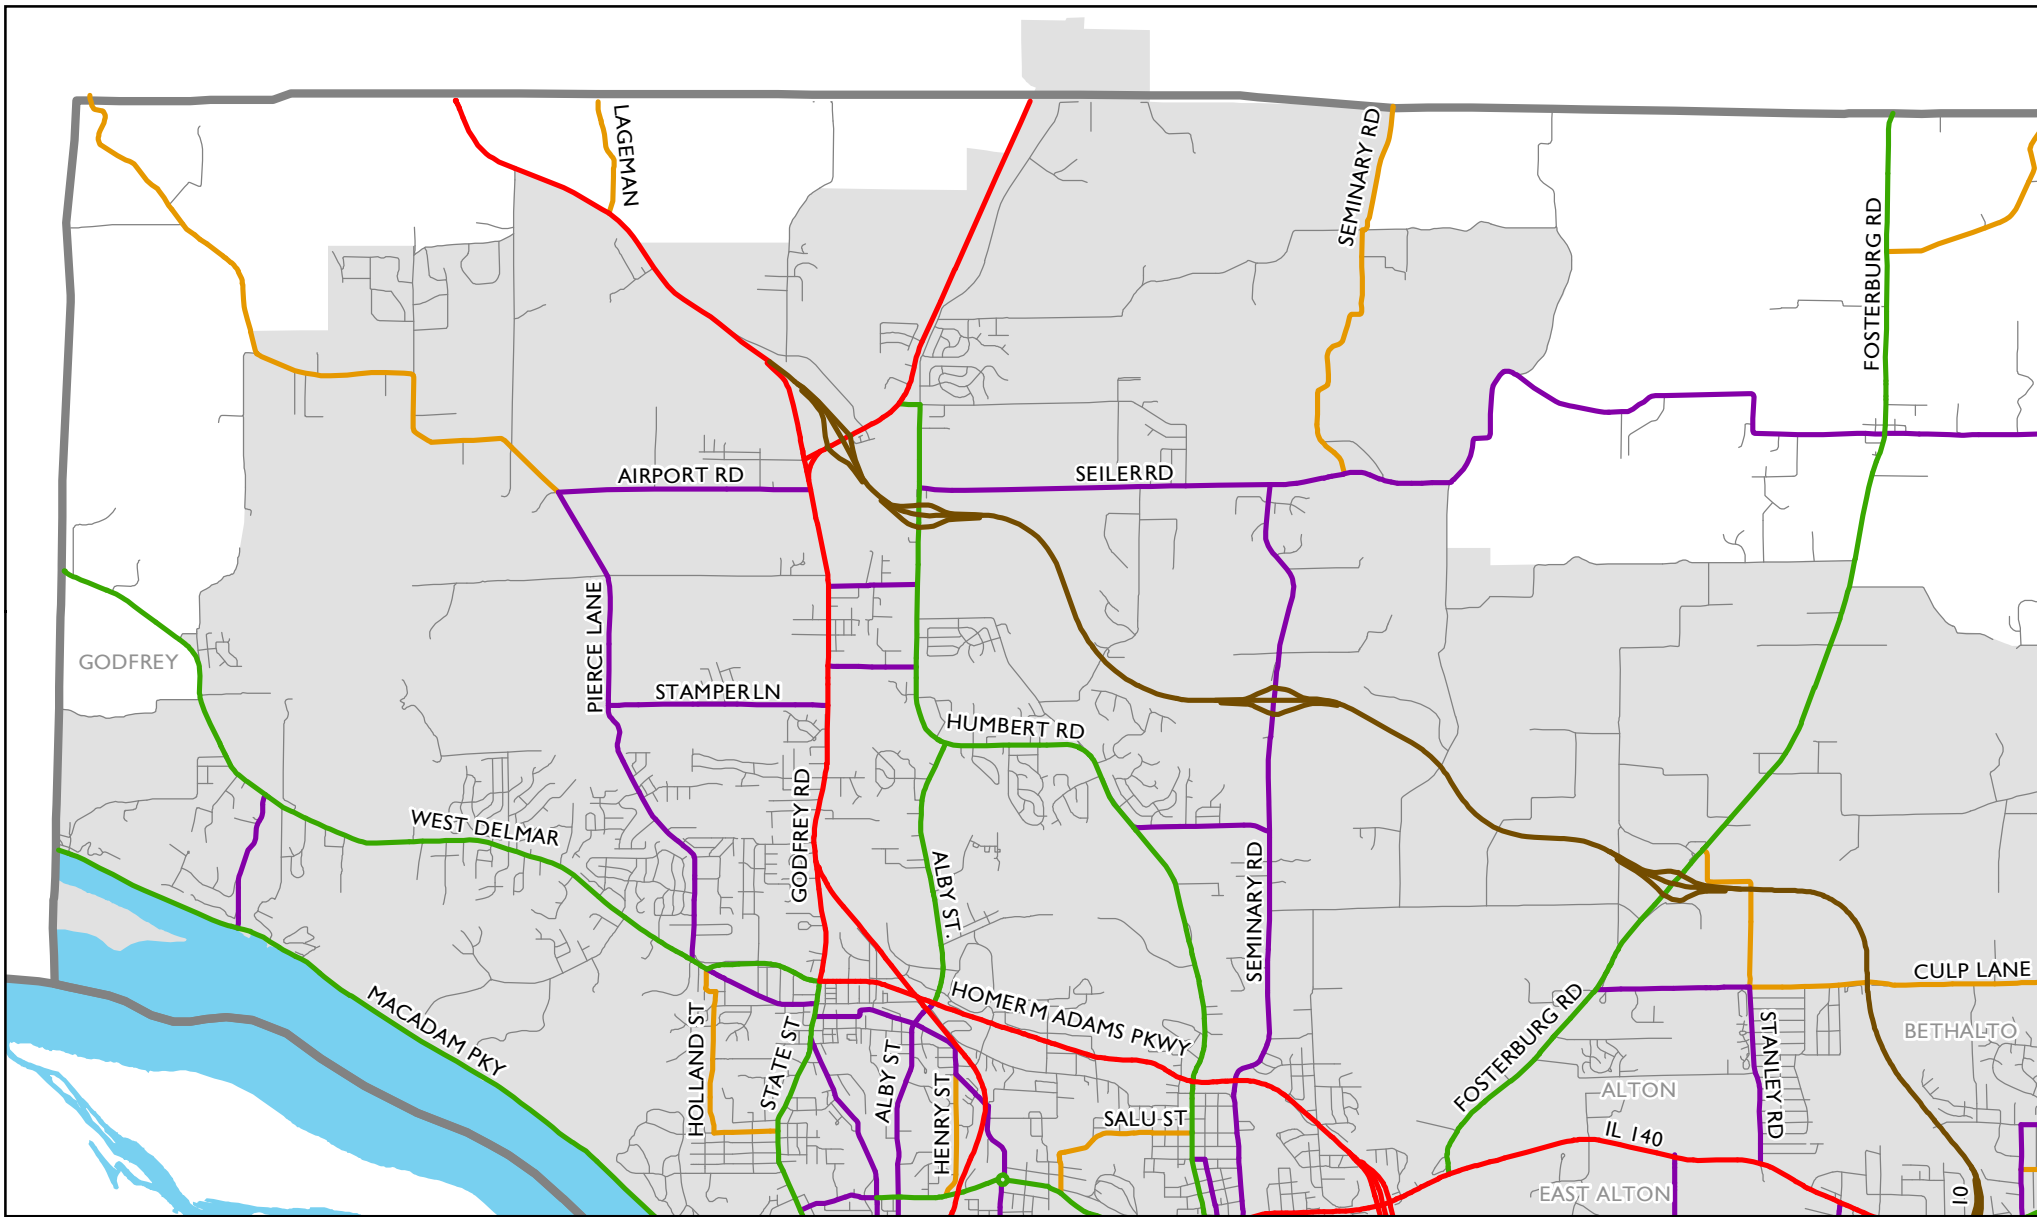 LAGEMAN
SEMINARY RD
FOSTERBURG RD
AIRPORT RD
SEILER RD
PIERCE LANE
GODFREY
STAMPER LN
HUMBERT RD
GODFREY RD
WEST DELMAR
ALBY ST.
SEMINARY RD
CULP LANE
MACADAM PKY
HOMER M ADAMS PKWY
FOSTERBURG RD
HOLLAND ST
STATE ST
ALBY ST
HENRY ST
STANLEY RD
BETHALTO
ALTON
SALU ST
IL 140
EAST ALTON